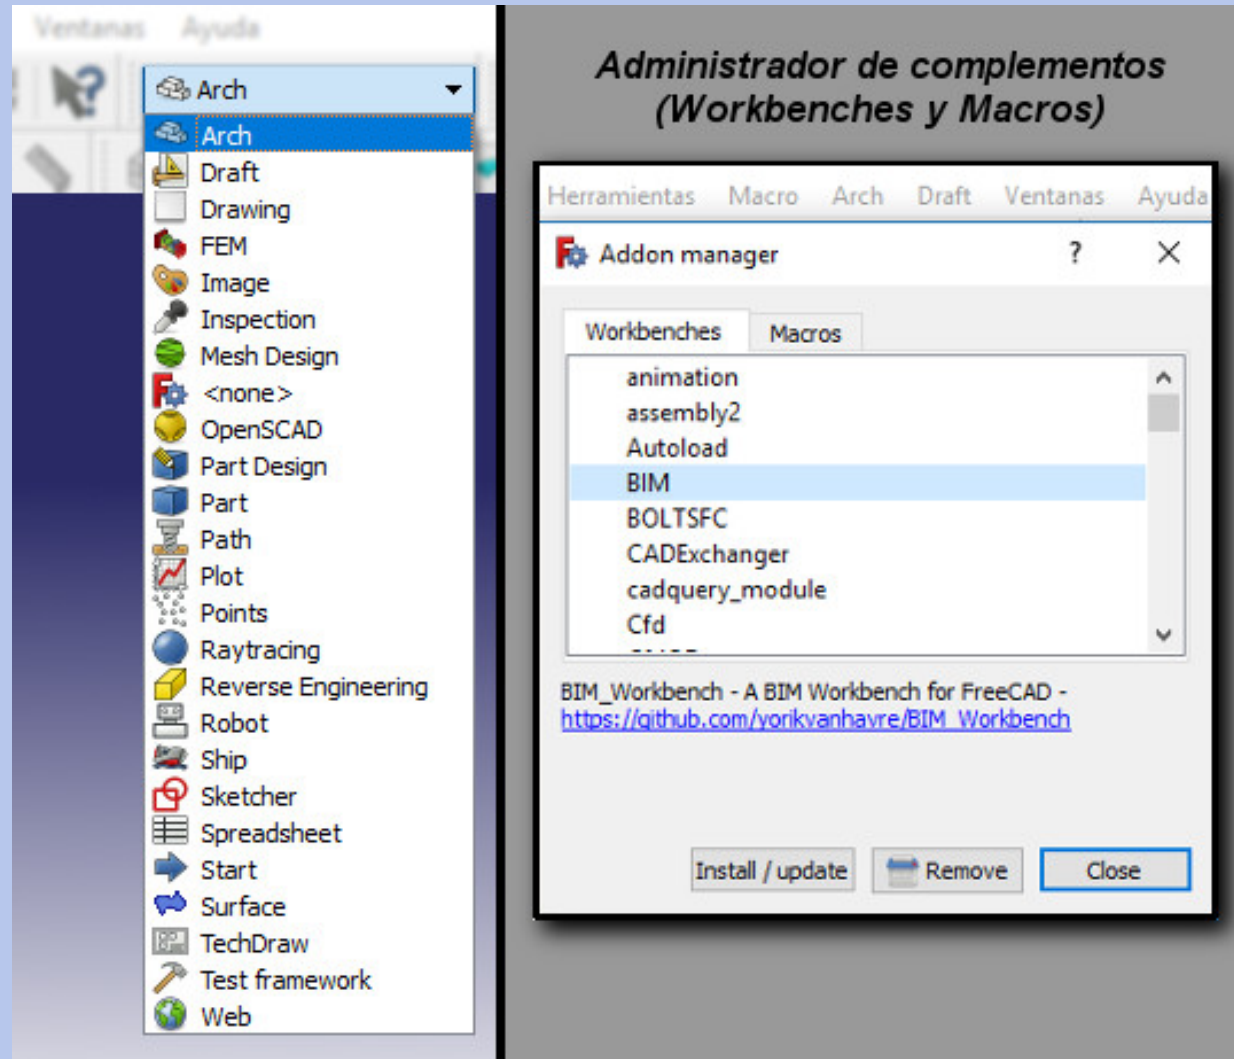 Ventanas Ayuda
Arch
Arch
Draft
Drawing
FEM
Image
Inspection
Mesh Design
<none>
OpenSCAD
Part Design
Part
Path
Plot
Points
Raytracing
Reverse Engineering
Robot
Ship
Sketcher
Spreadsheet
Start
Surface
TechDraw
Test framework
Web
Administrador de complementos
(Workbenches y Macros)
Herramientas Macro Arch Draft Ventanas Ayuda
Addon manager ?
Workbenches Macros
animation
assembly2
Autoload
BIM
BOLTSFC
CADExchanger
cadquery_module
Cfd
BIM_Workbench - A BIM Workbench for FreeCAD -
https://github.com/yorikvanhavre/BIM_Workbench
Install / update Remove Close